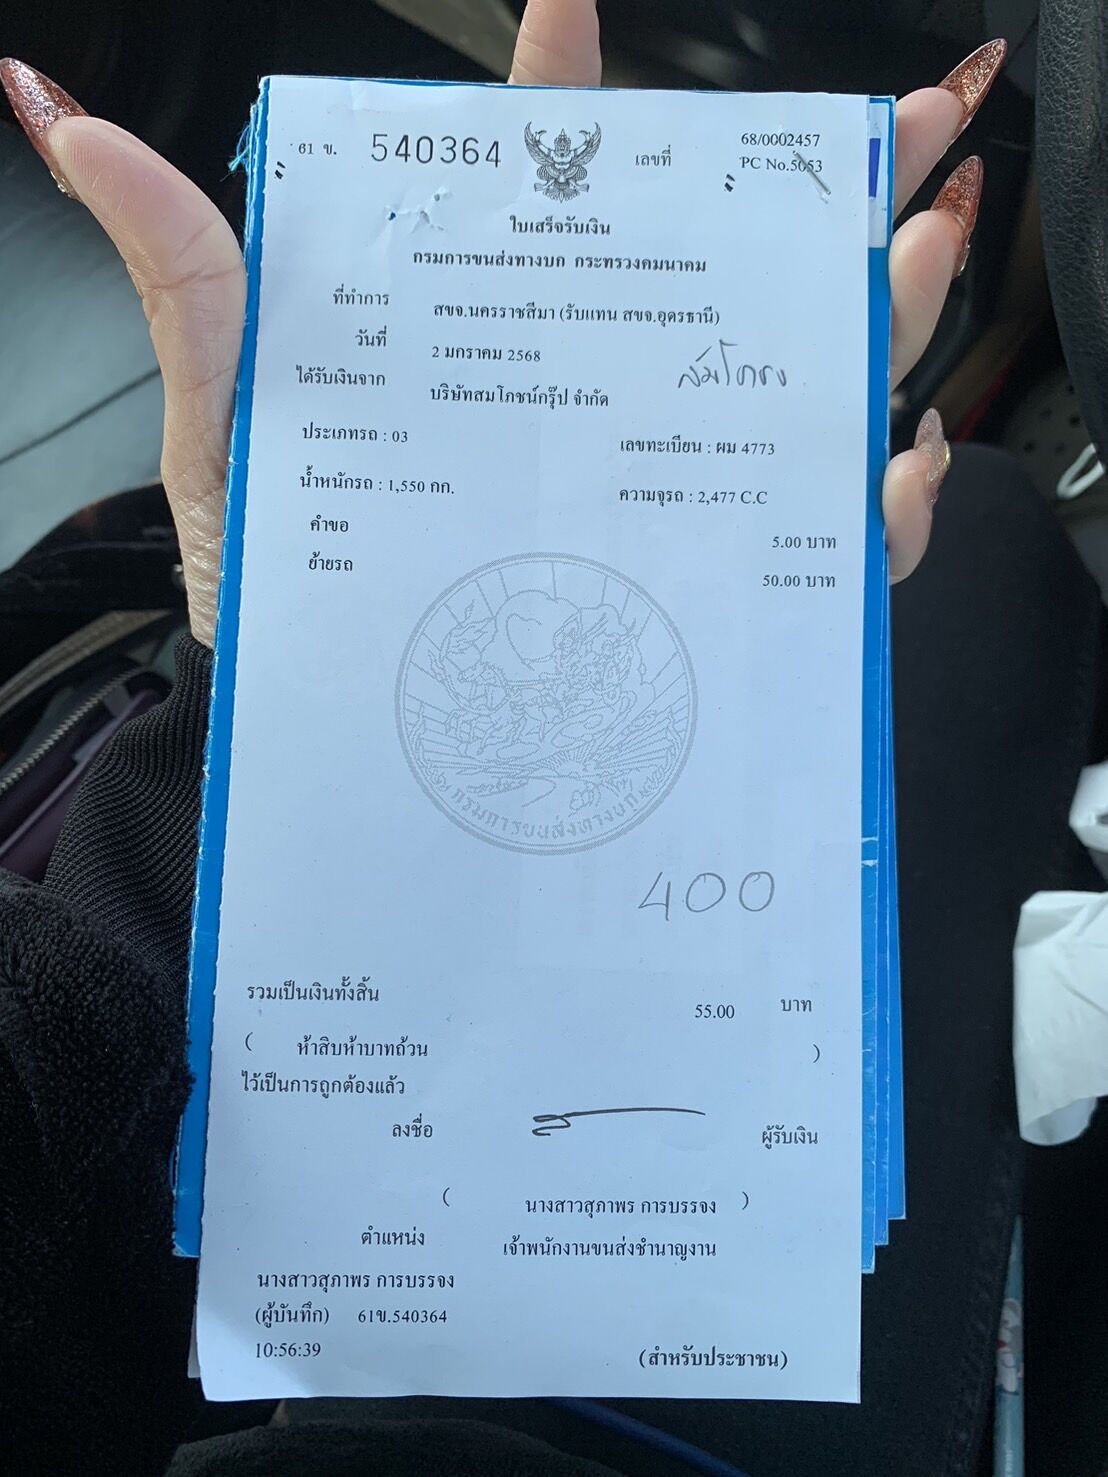 61 ข. 540364 เลขที่ 68/0002457
PC No.5053
ใบเสร็จรับเงิน
กรมการขนส่งทางบก กระทรวงคมนาคม
ที่ทำการ สขจ.นครราชสีมา (รับแทน สขจ.อุดรธานี)
วันที่ 2 มกราคม 2568
ได้รับเงินจาก บริษัทสมโภชน์กรุ๊ป จำกัด
ประเภทรถ : 03 เลขทะเบียน : ผม 4773
น้ำหนักรถ : 1,550 กก. ความจุรถ : 2,477 C.C
คำขอ 5.00 บาท
ย้ายรถ 50.00 บาท
กรมการขนส่งทางบก
400
รวมเป็นเงินทั้งสิ้น 55.00 บาท
( ห้าสิบห้าบาทถ้วน )
ไว้เป็นการถูกต้องแล้ว
ลงชื่อ ผู้รับเงิน
( นางสาวสุภาพร การบรรจง )
ตำแหน่ง เจ้าพนักงานขนส่งชำนาญงาน
นางสาวสุภาพร การบรรจง
(ผู้บันทึก) 61ข.540364
10:56:39 (สำหรับประชาชน)